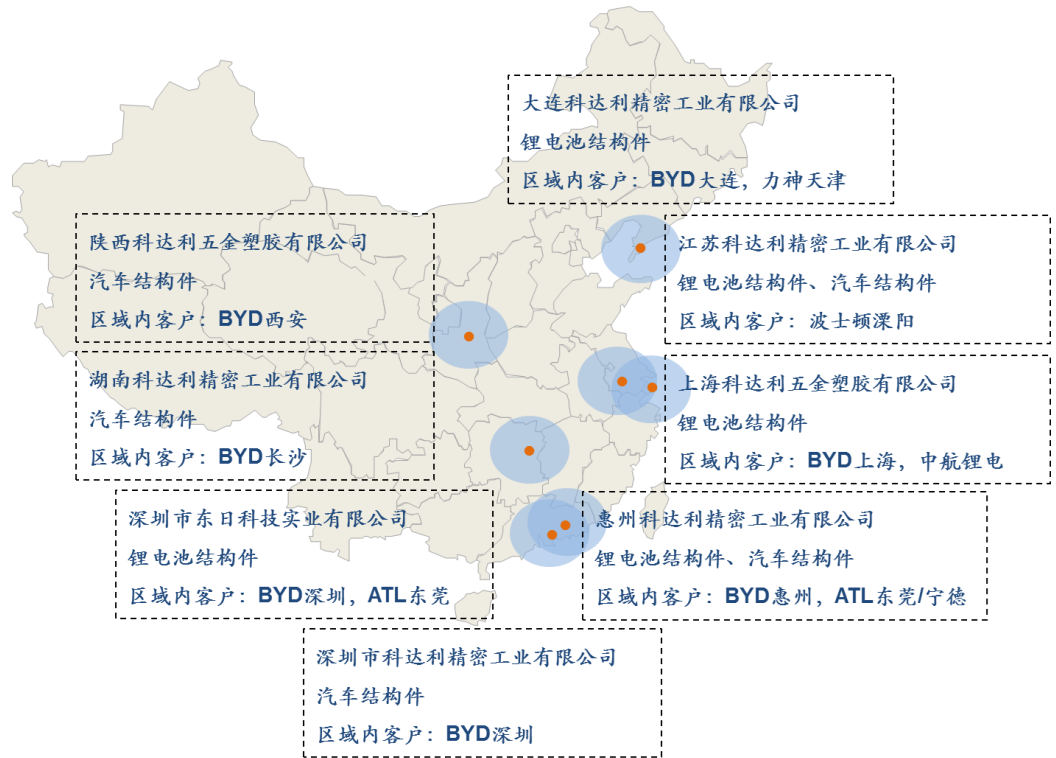 大连科达利精密工业有限公司
锂电池结构件
区域内客户：BYD大连，力神天津
陕西科达利五金塑胶有限公司
汽车结构件
区域内客户：BYD西安
江苏科达利精密工业有限公司
锂电池结构件、汽车结构件
区域内客户：波士顿溧阳
湖南科达利精密工业有限公司
汽车结构件
区域内客户：BYD长沙
上海科达利五金塑胶有限公司
锂电池结构件
区域内客户：BYD上海，中航锂电
深圳市东日科技实业有限公司
锂电池结构件
区域内客户：BYD深圳，ATL东莞
惠州科达利精密工业有限公司
锂电池结构件、汽车结构件
区域内客户：BYD惠州，ATL东莞/宁德
深圳市科达利精密工业有限公司
汽车结构件
区域内客户：BYD深圳